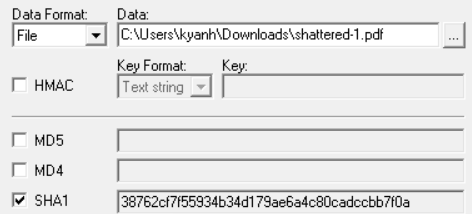 Data Format: Data:
File C:\Users\kyanh\Downloads\shattered-1.pdf ...
Key Format: Key:
HMAC Text string
MD5
MD4
SHA1 38762cf7f55934b34d179ae6a4c80cadccbb7f0a